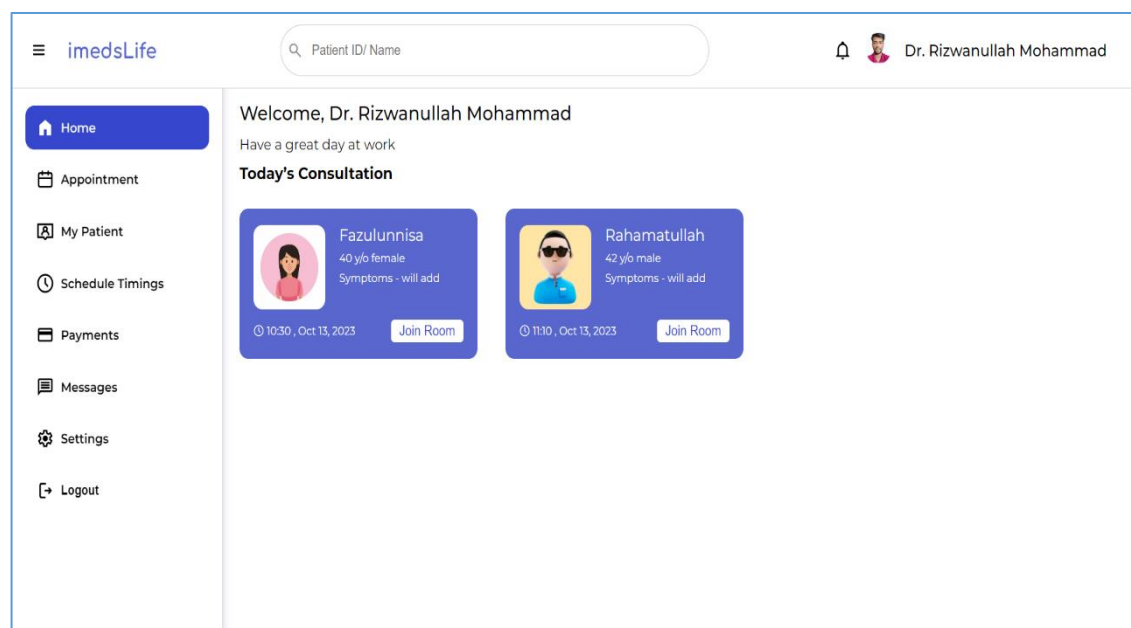 imedsLife
Patient ID/ Name
Dr. Rizwanullah Mohammad
Home
Appointment
My Patient
Schedule Timings
Payments
Messages
Settings
Logout
Welcome, Dr. Rizwanullah Mohammad
Have a great day at work
Today's Consultation
Fazulunnisa
40 y/o female
Symptoms - will add
10:30 , Oct 13, 2023
Join Room
Rahamatullah
42 y/o male
Symptoms - will add
11:10 , Oct 13, 2023
Join Room